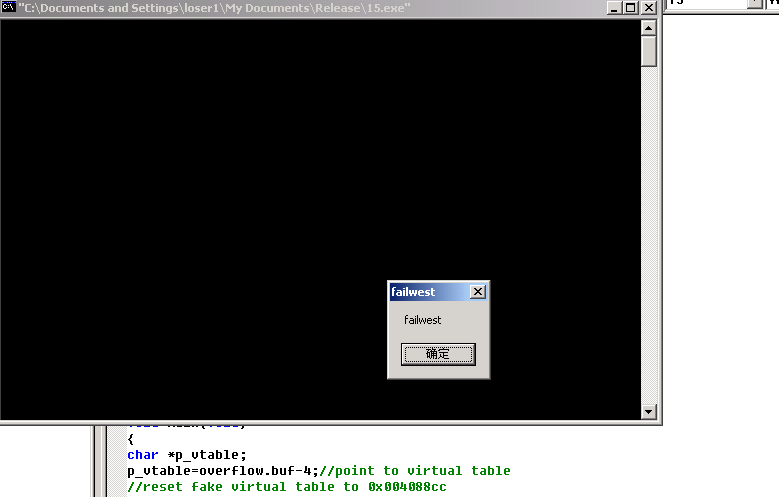 "C:\Documents and Settings\loser1\My Documents\Release\15.exe"
failwest
failwest
确定
{
char *p_vtable;
p_vtable=overflow.buf-4;//point to virtual table
//reset fake virtual table to 0x004088cc